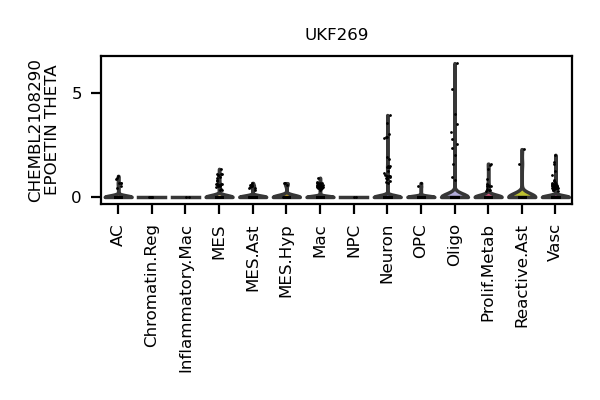 UKF269
CHEMBL2108290
EPOETIN THETA
5
0
AC
Chromatin.Reg
Inflammatory.Mac
MES
MES.Ast
MES.Hyp
Mac
NPC
Neuron
OPC
Oligo
Prolif.Metab
Reactive.Ast
Vasc